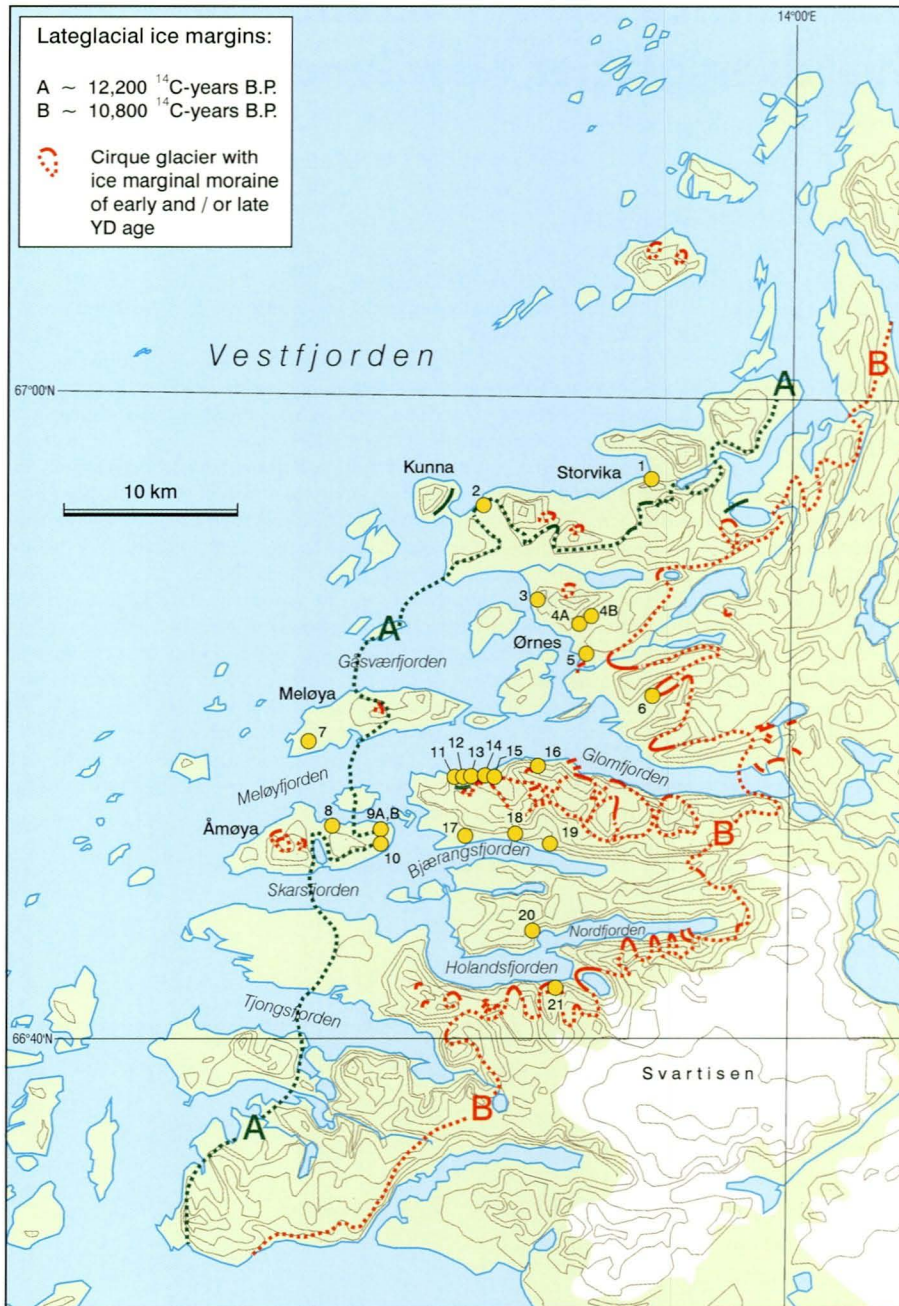 14°00'E
Lateglacial ice margins:
A ~ 12,200 ¹⁴C-years B.P.
B ~ 10,800 ¹⁴C-years B.P.
Cirque glacier with
ice marginal moraine
of early and / or late
YD age
Vestfjorden
B
67°00'N
A
Kunna
Storvika
1
10 km
2
3
4A
4B
A
Ørnes
5
Gåsværfjorden
Meløya
6
7
11
12
13
14
15
16
Glomfjorden
Meløyfjorden
8
9A,B
Åmøya
17
18
19
B
10
Bjærangsfjorden
Skarsfjorden
20
Nordfjorden
Holandsfjorden
21
Tjongsfjorden
66°40'N
Svartisen
B
A